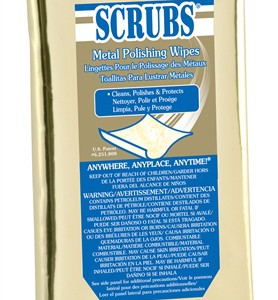 SCRUBS®
Metal Polishing Wipes
Lingettes Pour le Polissage des Métaux
Toallitas Para Lustrar Metales
• Cleans, Polishes & Protects
Nettoyer, Polir et Proége
Limpia, Pule y Protege
U.S. Patent
#6,251,808
ANYWHERE, ANYPLACE, ANYTIME!®
KEEP OUT OF REACH OF CHILDREN/GARDER HORS
DE LA PORTÉE DES ENFANTS/MANTENER
FUERA DEL ALCANCE DE NIÑOS
WARNING/AVERTISSEMENT/ADVERTENCIA
CONTAINS PETROLEUM DISTILLATES/CONTIENT DES
DISTILLATS DE PÉTROLE/CONTIENE DESTILADOS DE
PETRÓLEO. MAY BE HARMFUL OR FATAL IF
SWALLOWED/PEUT ÊTRE NOCIF OU MORTEL SI AVALÉ/
PUEDE SER DAÑINO O FATAL SI ESTÁ TRAGADO.
CAUSES EYE IRRITATION OR BURNS/CAUSE IRRITATION
OU DES BRÛLURES DE LES YEUX. CAUSA IRRITACIÓN O
QUEMADURAS DE LA OJOS. COMBUSTIBLE
MATERIAL/MATIÈRE COMBUSTIBLE/MATERIAL
COMBUSTIBLE. MAY CAUSE SKIN IRRITATION/PEUT
CAUSER IRRITATION DE LA PEAU/PUEDE CAUSAR
IRRITACIÓN EN LA PIEL. MAY BE HARMFUL IF
INHALED/PEUT ÊTRE NOCIF SI INHALÉ/PUEDE SER
DAÑINO SI SE INHALA
See side panel for additional precautions/Voir le panneau
latéral pour des précautions additionelles/
Leer el panel lateral para precauciones adicionales/